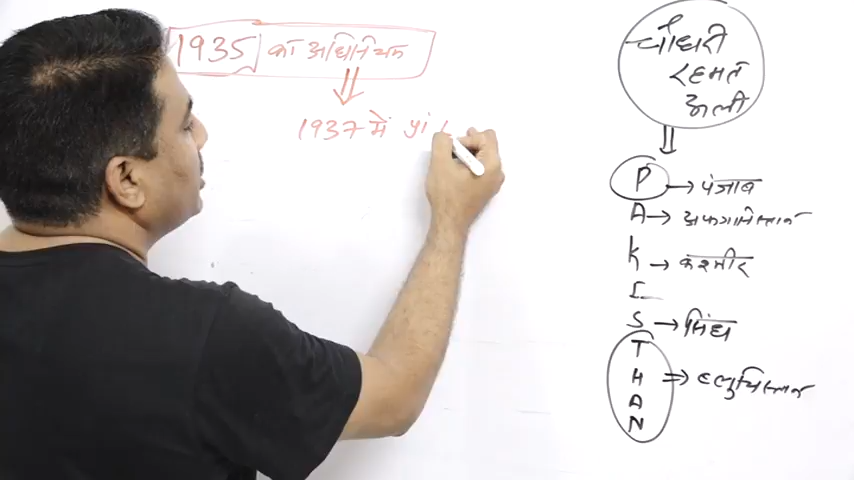 1935 का अधिनियम
1937 में प्रां
चौधरी
रहमत
अली
P → पंजाब
A → अफगानिस्तान
K → कश्मीर
I
S → सिंध
T
H ⇒ बलुचिस्तान
A
N